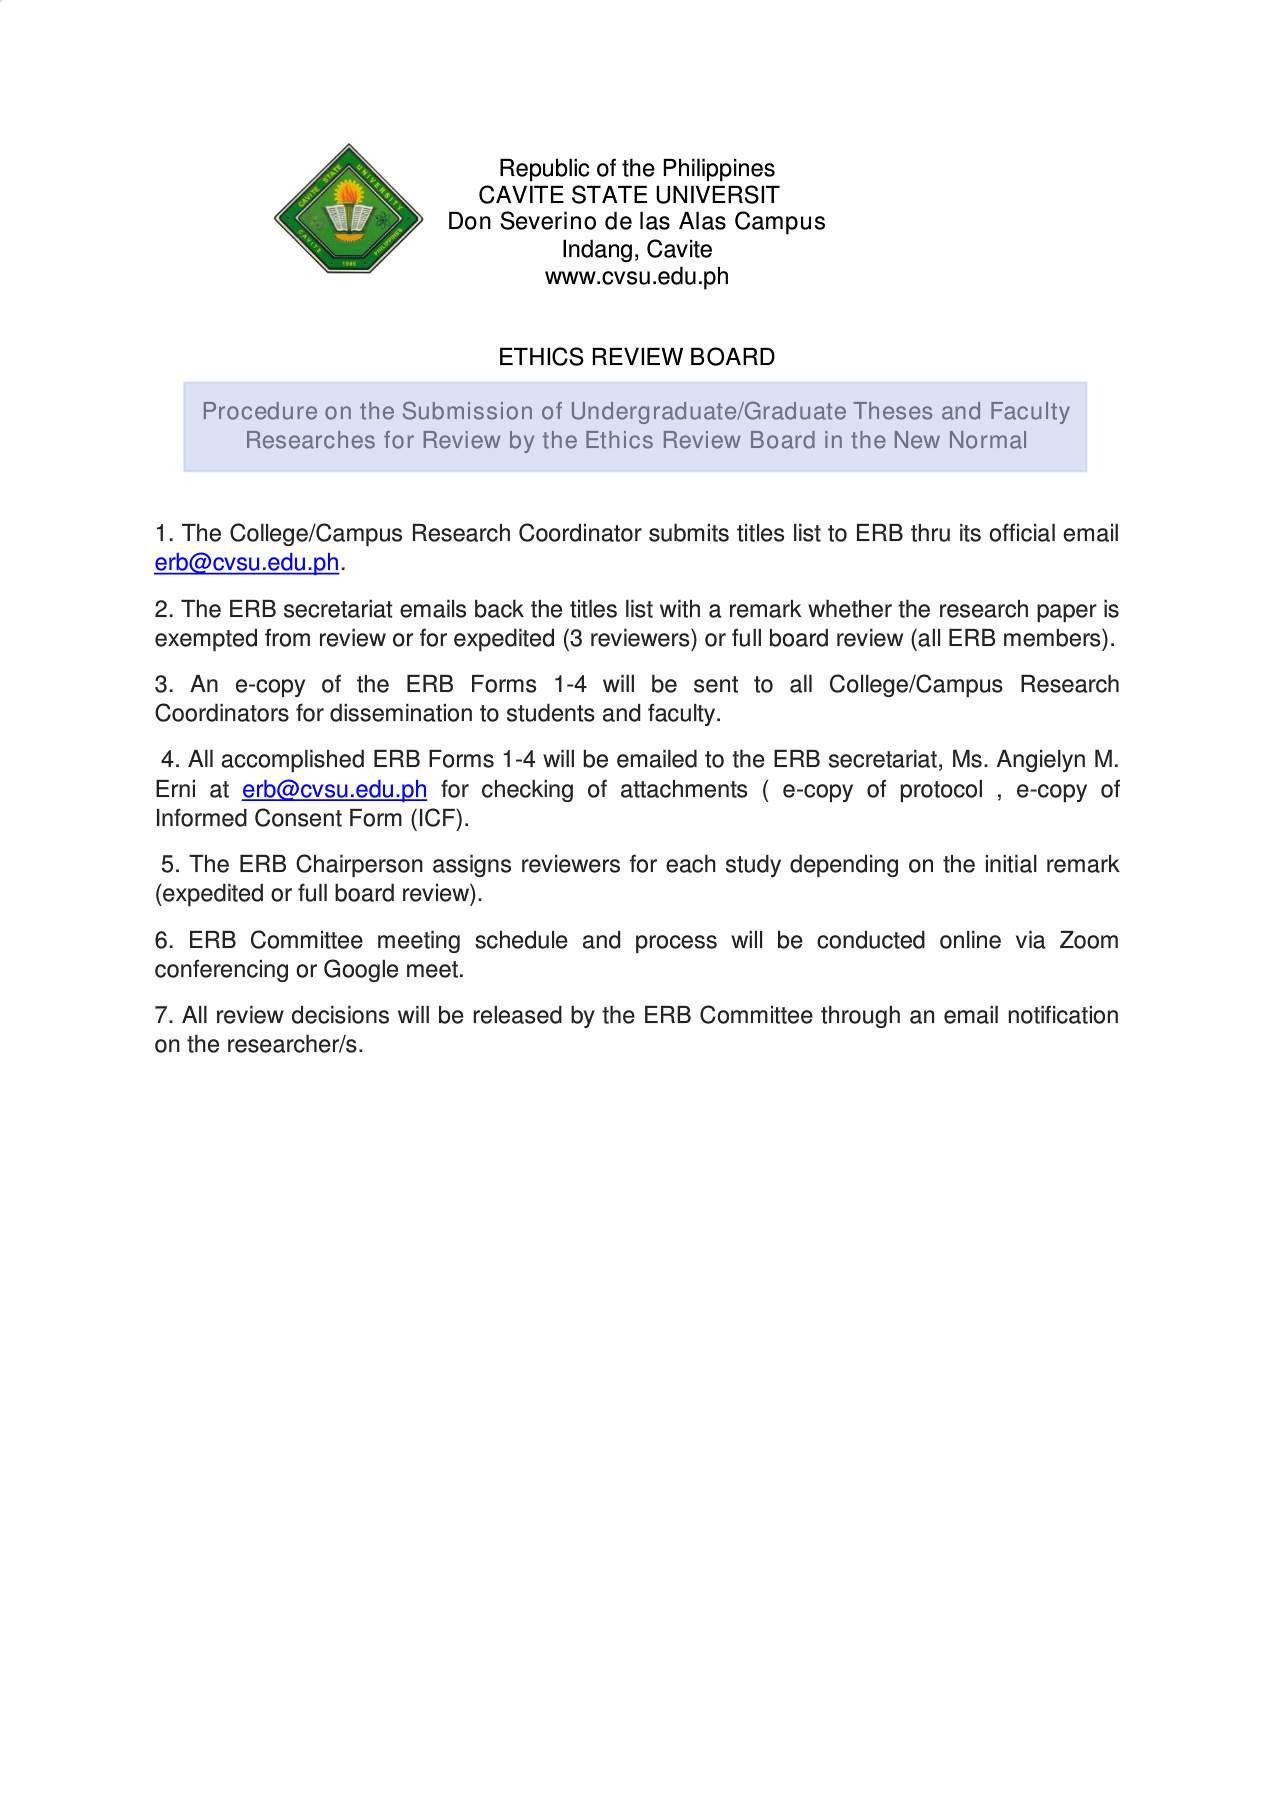 CAVITE STATE UNIVERSITY
CAVITE PHILIPPINES
1906
Republic of the Philippines
CAVITE STATE UNIVERSIT
Don Severino de las Alas Campus
Indang, Cavite
www.cvsu.edu.ph
ETHICS REVIEW BOARD
Procedure on the Submission of Undergraduate/Graduate Theses and Faculty
Researches for Review by the Ethics Review Board in the New Normal
1. The College/Campus Research Coordinator submits titles list to ERB thru its official email
erb@cvsu.edu.ph.
2. The ERB secretariat emails back the titles list with a remark whether the research paper is
exempted from review or for expedited (3 reviewers) or full board review (all ERB members).
3. An e-copy of the ERB Forms 1-4 will be sent to all College/Campus Research
Coordinators for dissemination to students and faculty.
4. All accomplished ERB Forms 1-4 will be emailed to the ERB secretariat, Ms. Angielyn M.
Erni at erb@cvsu.edu.ph for checking of attachments ( e-copy of protocol , e-copy of
Informed Consent Form (ICF).
5. The ERB Chairperson assigns reviewers for each study depending on the initial remark
(expedited or full board review).
6. ERB Committee meeting schedule and process will be conducted online via Zoom
conferencing or Google meet.
7. All review decisions will be released by the ERB Committee through an email notification
on the researcher/s.